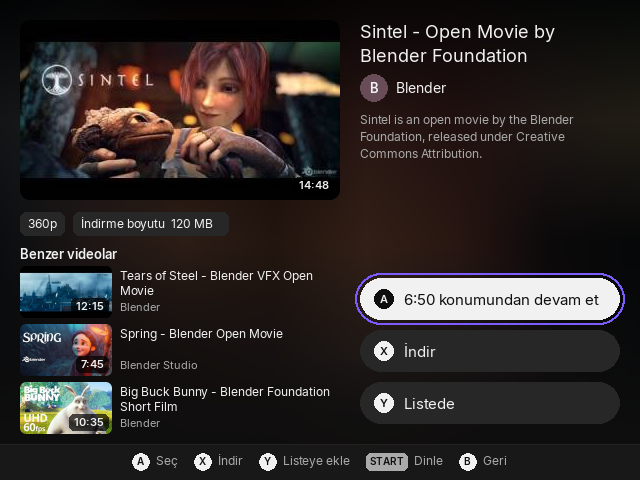 SINTEL
14:48
Sintel - Open Movie by
Blender Foundation
B Blender
Sintel is an open movie by the Blender
Foundation, released under Creative
Commons Attribution.
360p
İndirme boyutu 120 MB
Benzer videolar
12:15
Tears of Steel - Blender VFX Open
Movie
Blender
SPRiNG
7:45
Spring - Blender Open Movie
Blender Studio
Big Buck
BUNNY
UHD
60fps
10:35
Big Buck Bunny - Blender Foundation
Short Film
Blender
A 6:50 konumundan devam et
X İndir
Y Listede
A Seç X İndir Y Listeye ekle START Dinle B Geri